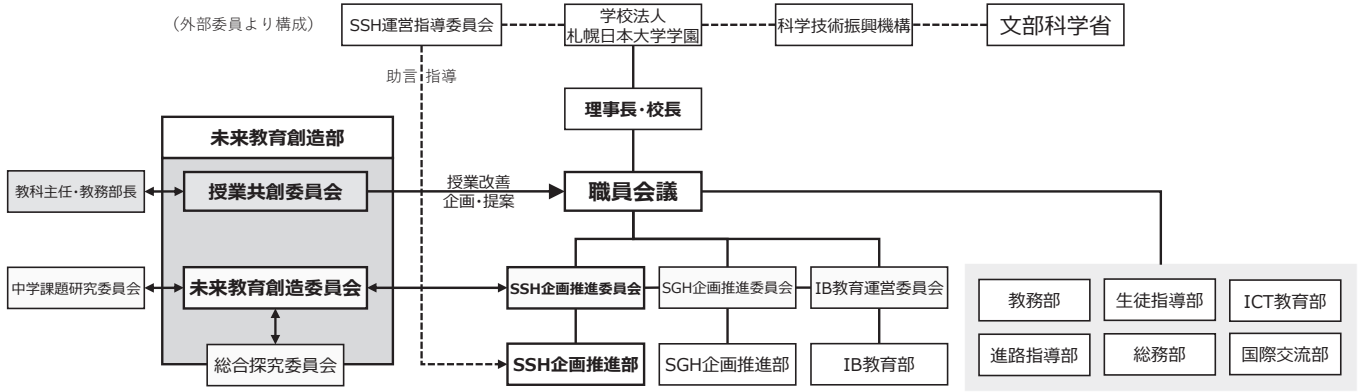 （外部委員より構成）
SSH運営指導委員会
学校法人
札幌日本大学学園
科学技術振興機構
文部科学省
助言・指導
理事長・校長
未来教育創造部
教科主任・教務部長
授業共創委員会
授業改善
企画・提案
職員会議
中学課題研究委員会
未来教育創造委員会
SSH企画推進委員会
SGH企画推進委員会
IB教育運営委員会
教務部
生徒指導部
ICT教育部
総合探究委員会
SSH企画推進部
SGH企画推進部
IB教育部
進路指導部
総務部
国際交流部